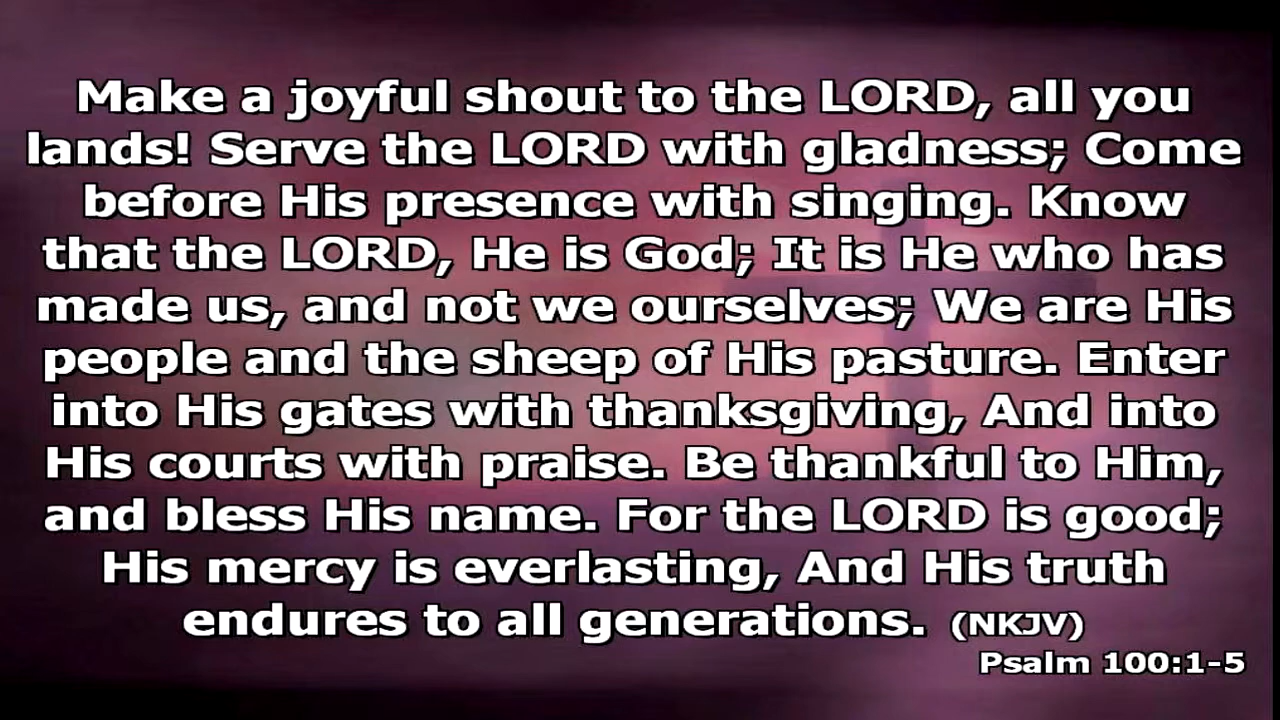 Make a joyful shout to the LORD, all you
lands! Serve the LORD with gladness; Come
before His presence with singing. Know
that the LORD, He is God; It is He who has
made us, and not we ourselves; We are His
people and the sheep of His pasture. Enter
into His gates with thanksgiving, And into
His courts with praise. Be thankful to Him,
and bless His name. For the LORD is good;
His mercy is everlasting, And His truth
endures to all generations. (NKJV)
Psalm 100:1-5